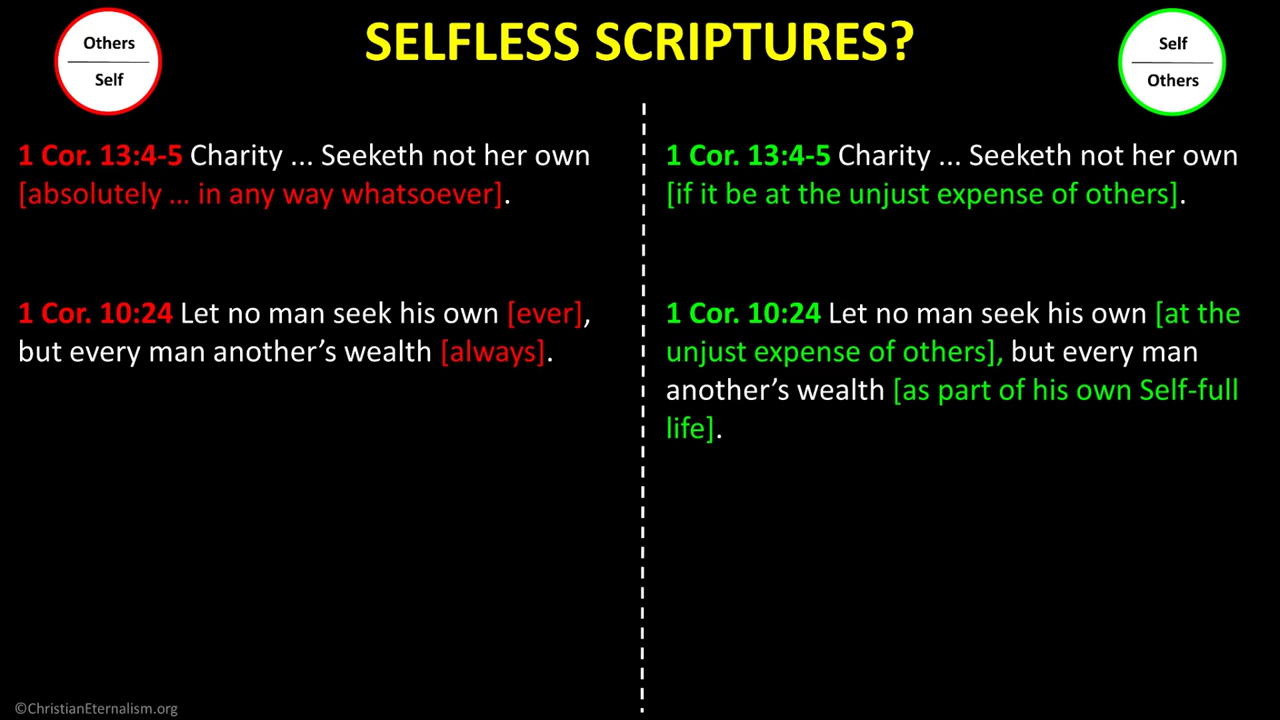 SELFLESS SCRIPTURES?
Others
Self
Self
Others
1 Cor. 13:4-5 Charity ... Seeketh not her own
[absolutely ... in any way whatsoever].
1 Cor. 10:24 Let no man seek his own [ever],
but every man another’s wealth [always].
1 Cor. 13:4-5 Charity ... Seeketh not her own
[if it be at the unjust expense of others].
1 Cor. 10:24 Let no man seek his own [at the
unjust expense of others], but every man
another’s wealth [as part of his own Self-full
life].
©ChristianEternalism.org